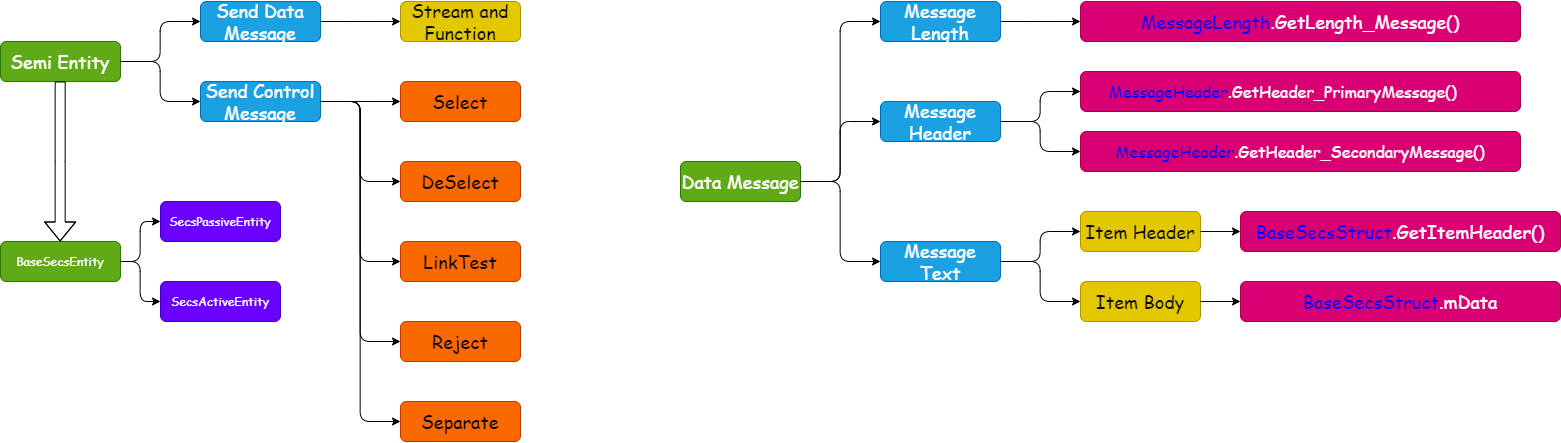 Send Data
Message
Stream and
Function
Semi Entity
Send Control
Message
Select
DeSelect
SecsPassiveEntity
BaseSecsEntity
LinkTest
SecsActiveEntity
Reject
Separate
Message
Length
MessageLength.GetLength_Message()
MessageHeader.GetHeader_PrimaryMessage()
Message
Header
MessageHeader.GetHeader_SecondaryMessage()
Data Message
Item Header
BaseSecsStruct.GetItemHeader()
Message
Text
Item Body
BaseSecsStruct.mData